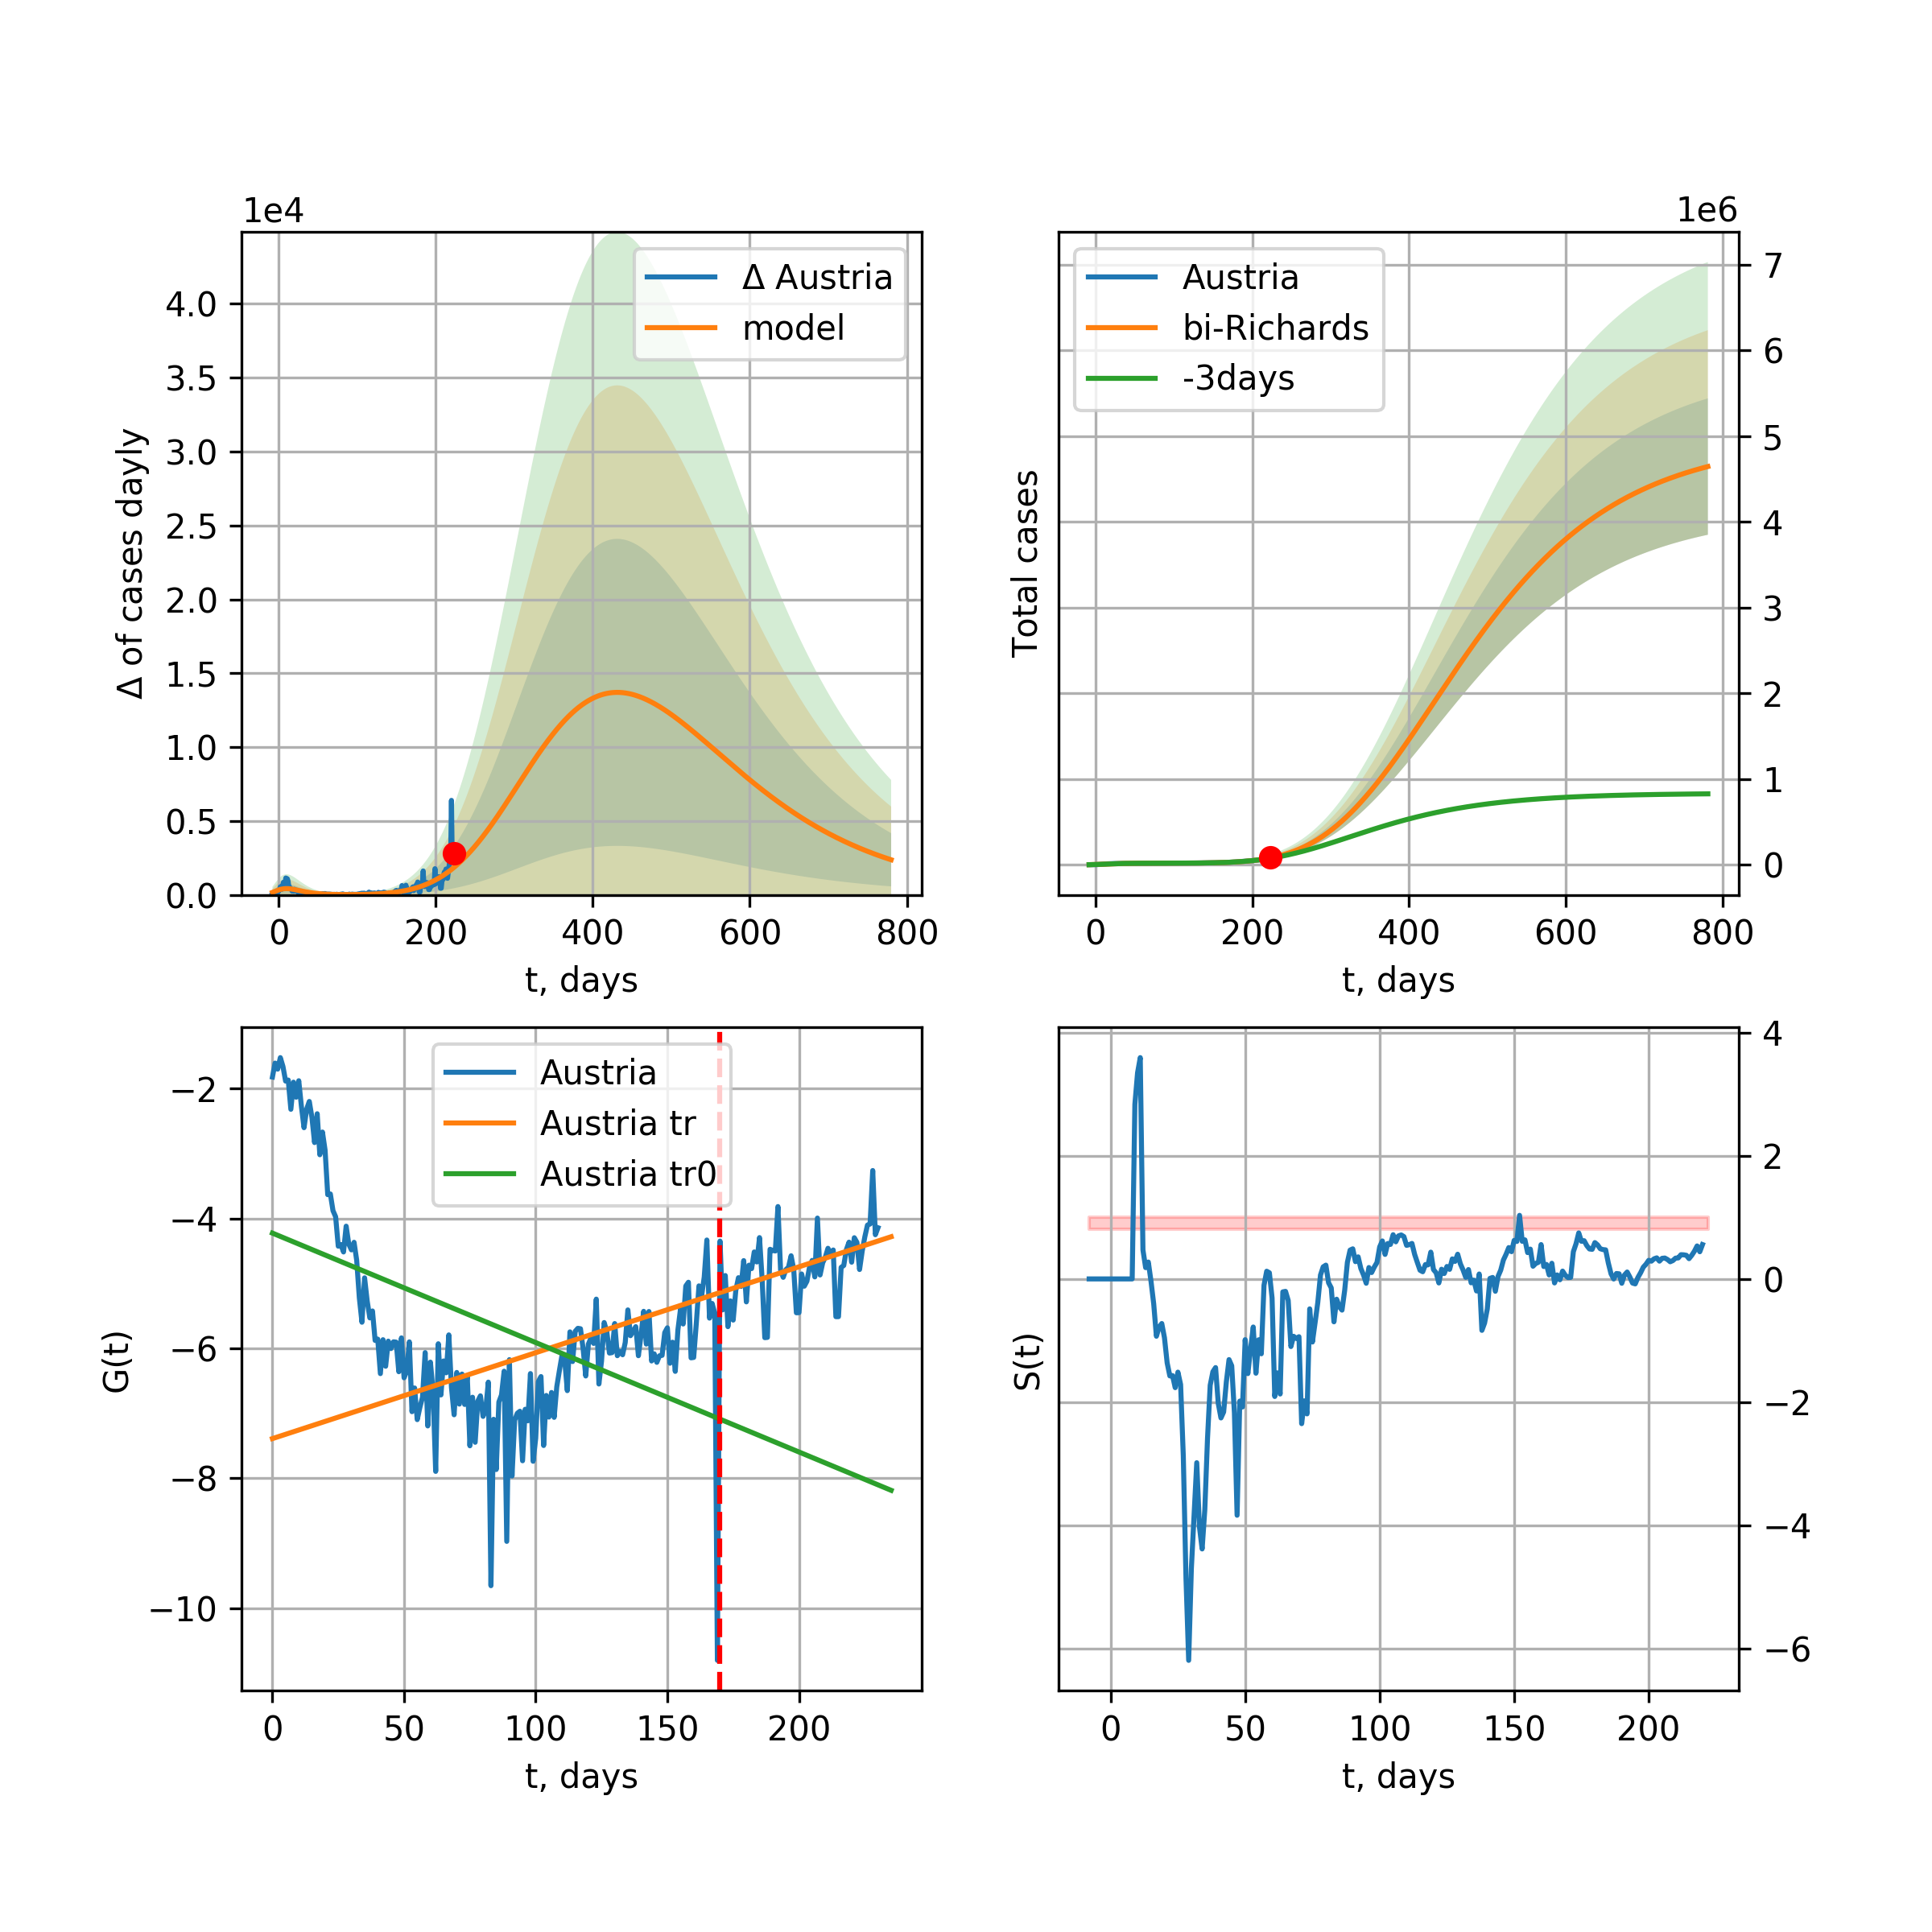 1e4
Δ of cases dayly
4.0
3.5
3.0
2.5
2.0
1.5
1.0
0.5
0.0
Δ Austria
model
0 200 400 600 800
t, days
1e6
Total cases
Austria
bi-Richards
-3days
7
6
5
4
3
2
1
0
0 200 400 600 800
t, days
G(t)
−2
−4
−6
−8
−10
Austria
Austria tr
Austria tr0
0 50 100 150 200
t, days
S(t)
4
2
0
−2
−4
−6
0 50 100 150 200
t, days